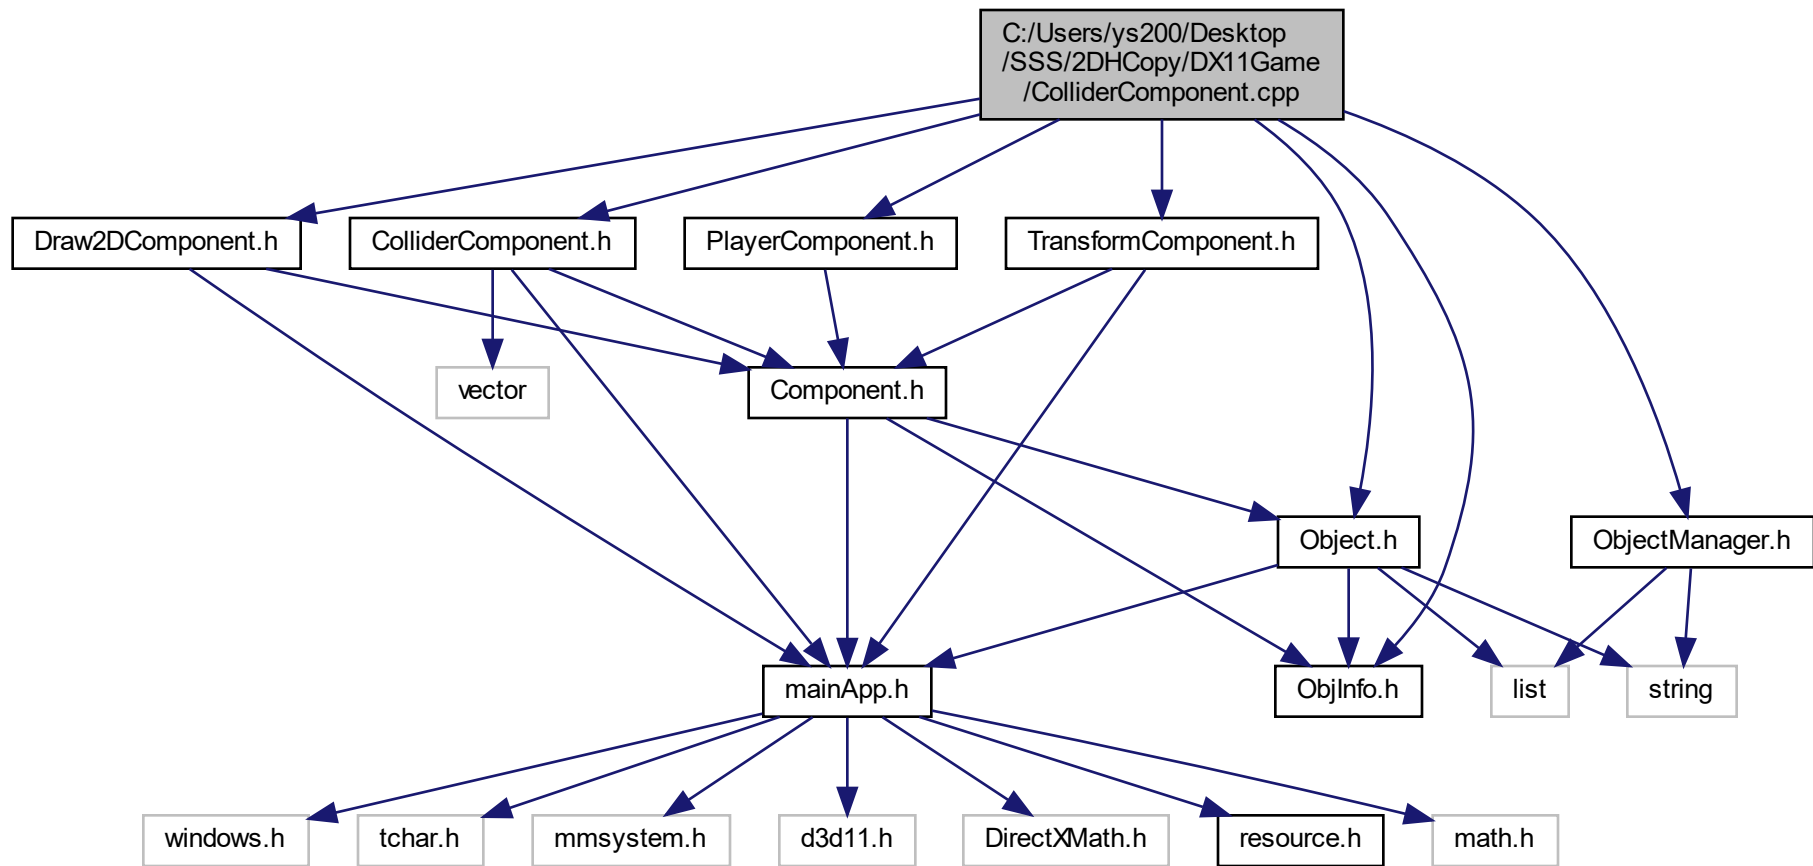 C:/Users/ys200/Desktop
/SSS/2DHCopy/DX11Game
/ColliderComponent.cpp
Draw2DComponent.h
ColliderComponent.h
PlayerComponent.h
TransformComponent.h
vector
Component.h
Object.h
ObjectManager.h
mainApp.h
ObjInfo.h
list
string
windows.h
tchar.h
mmsystem.h
d3d11.h
DirectXMath.h
resource.h
math.h